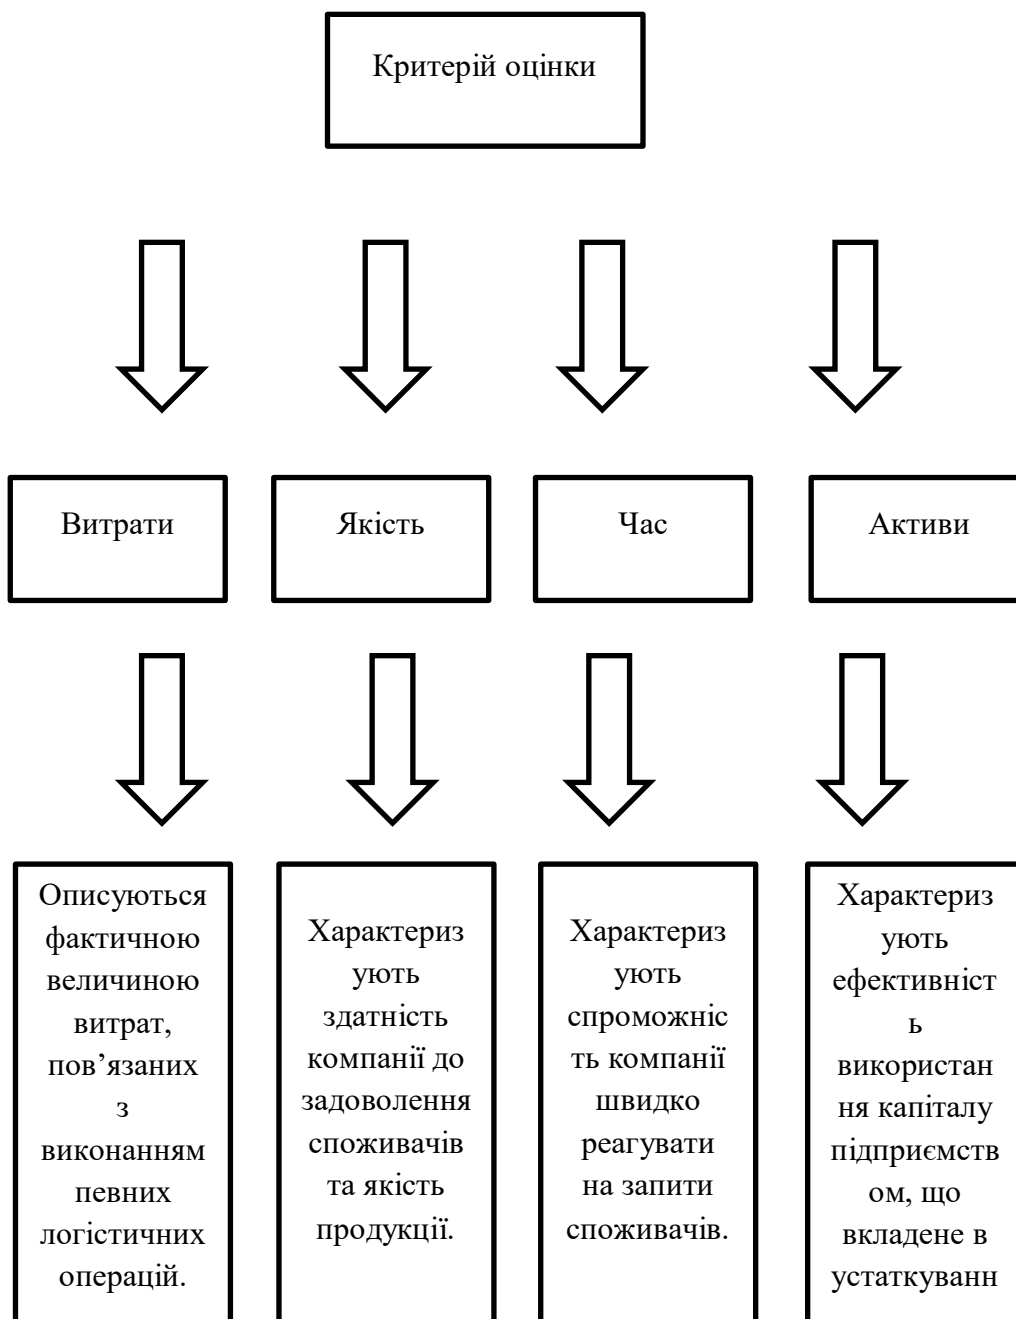 Критерій оцінки
Витрати
Якість
Час
Активи
Описуються
фактичною
величиною
витрат,
пов’язаних
з
виконанням
певних
логістичних
операцій.
Характериз
ують
здатність
компанії до
задоволення
споживачів
та якість
продукції.
Характериз
ують
спроможніс
ть компанії
швидко
реагувати
на запити
споживачів.
Характериз
ують
ефективніст
ь
використан
ня капіталу
підприємств
ом, що
вкладене в
устаткуванн